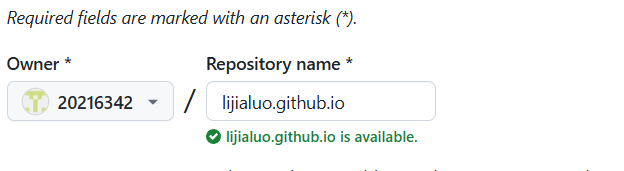 Required fields are marked with an asterisk (*).
Owner *
Repository name *
20216342
/
lijialuo.github.io
lijialuo.github.io is available.